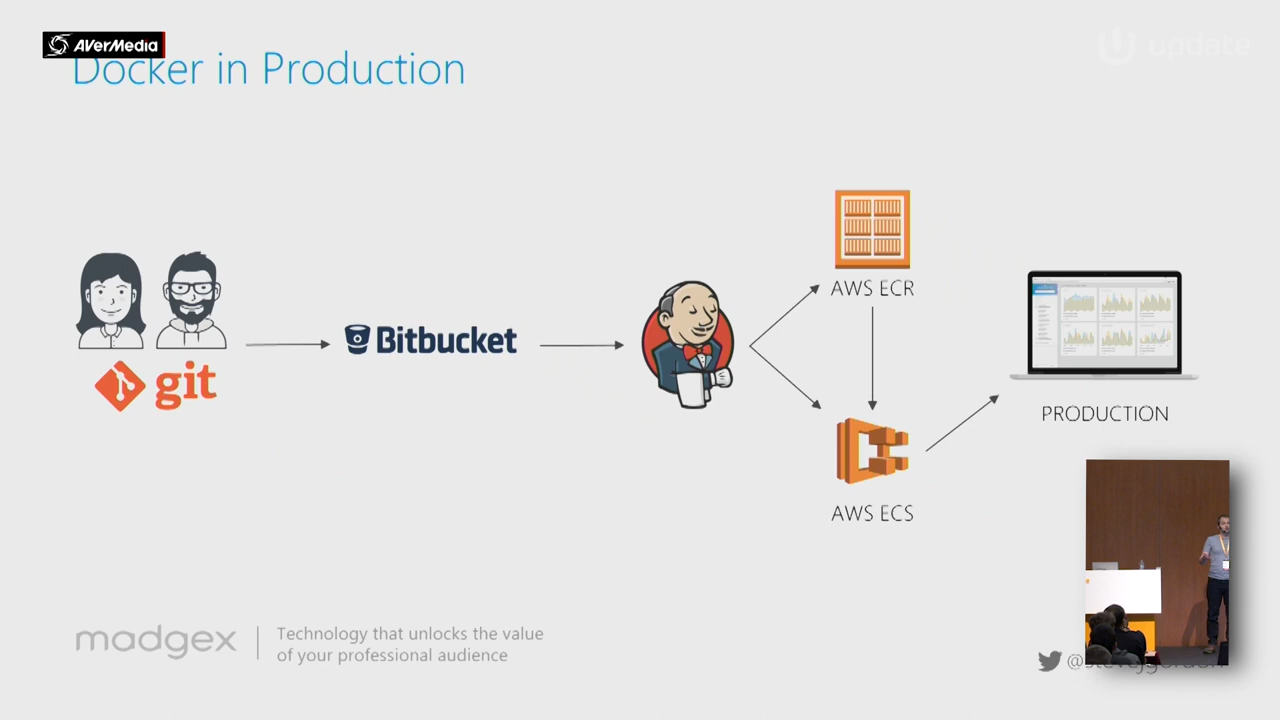 AVerMedia
update
Docker in Production
git
Bitbucket
AWS ECR
AWS ECS
PRODUCTION
madgex
Technology that unlocks the value
of your professional audience